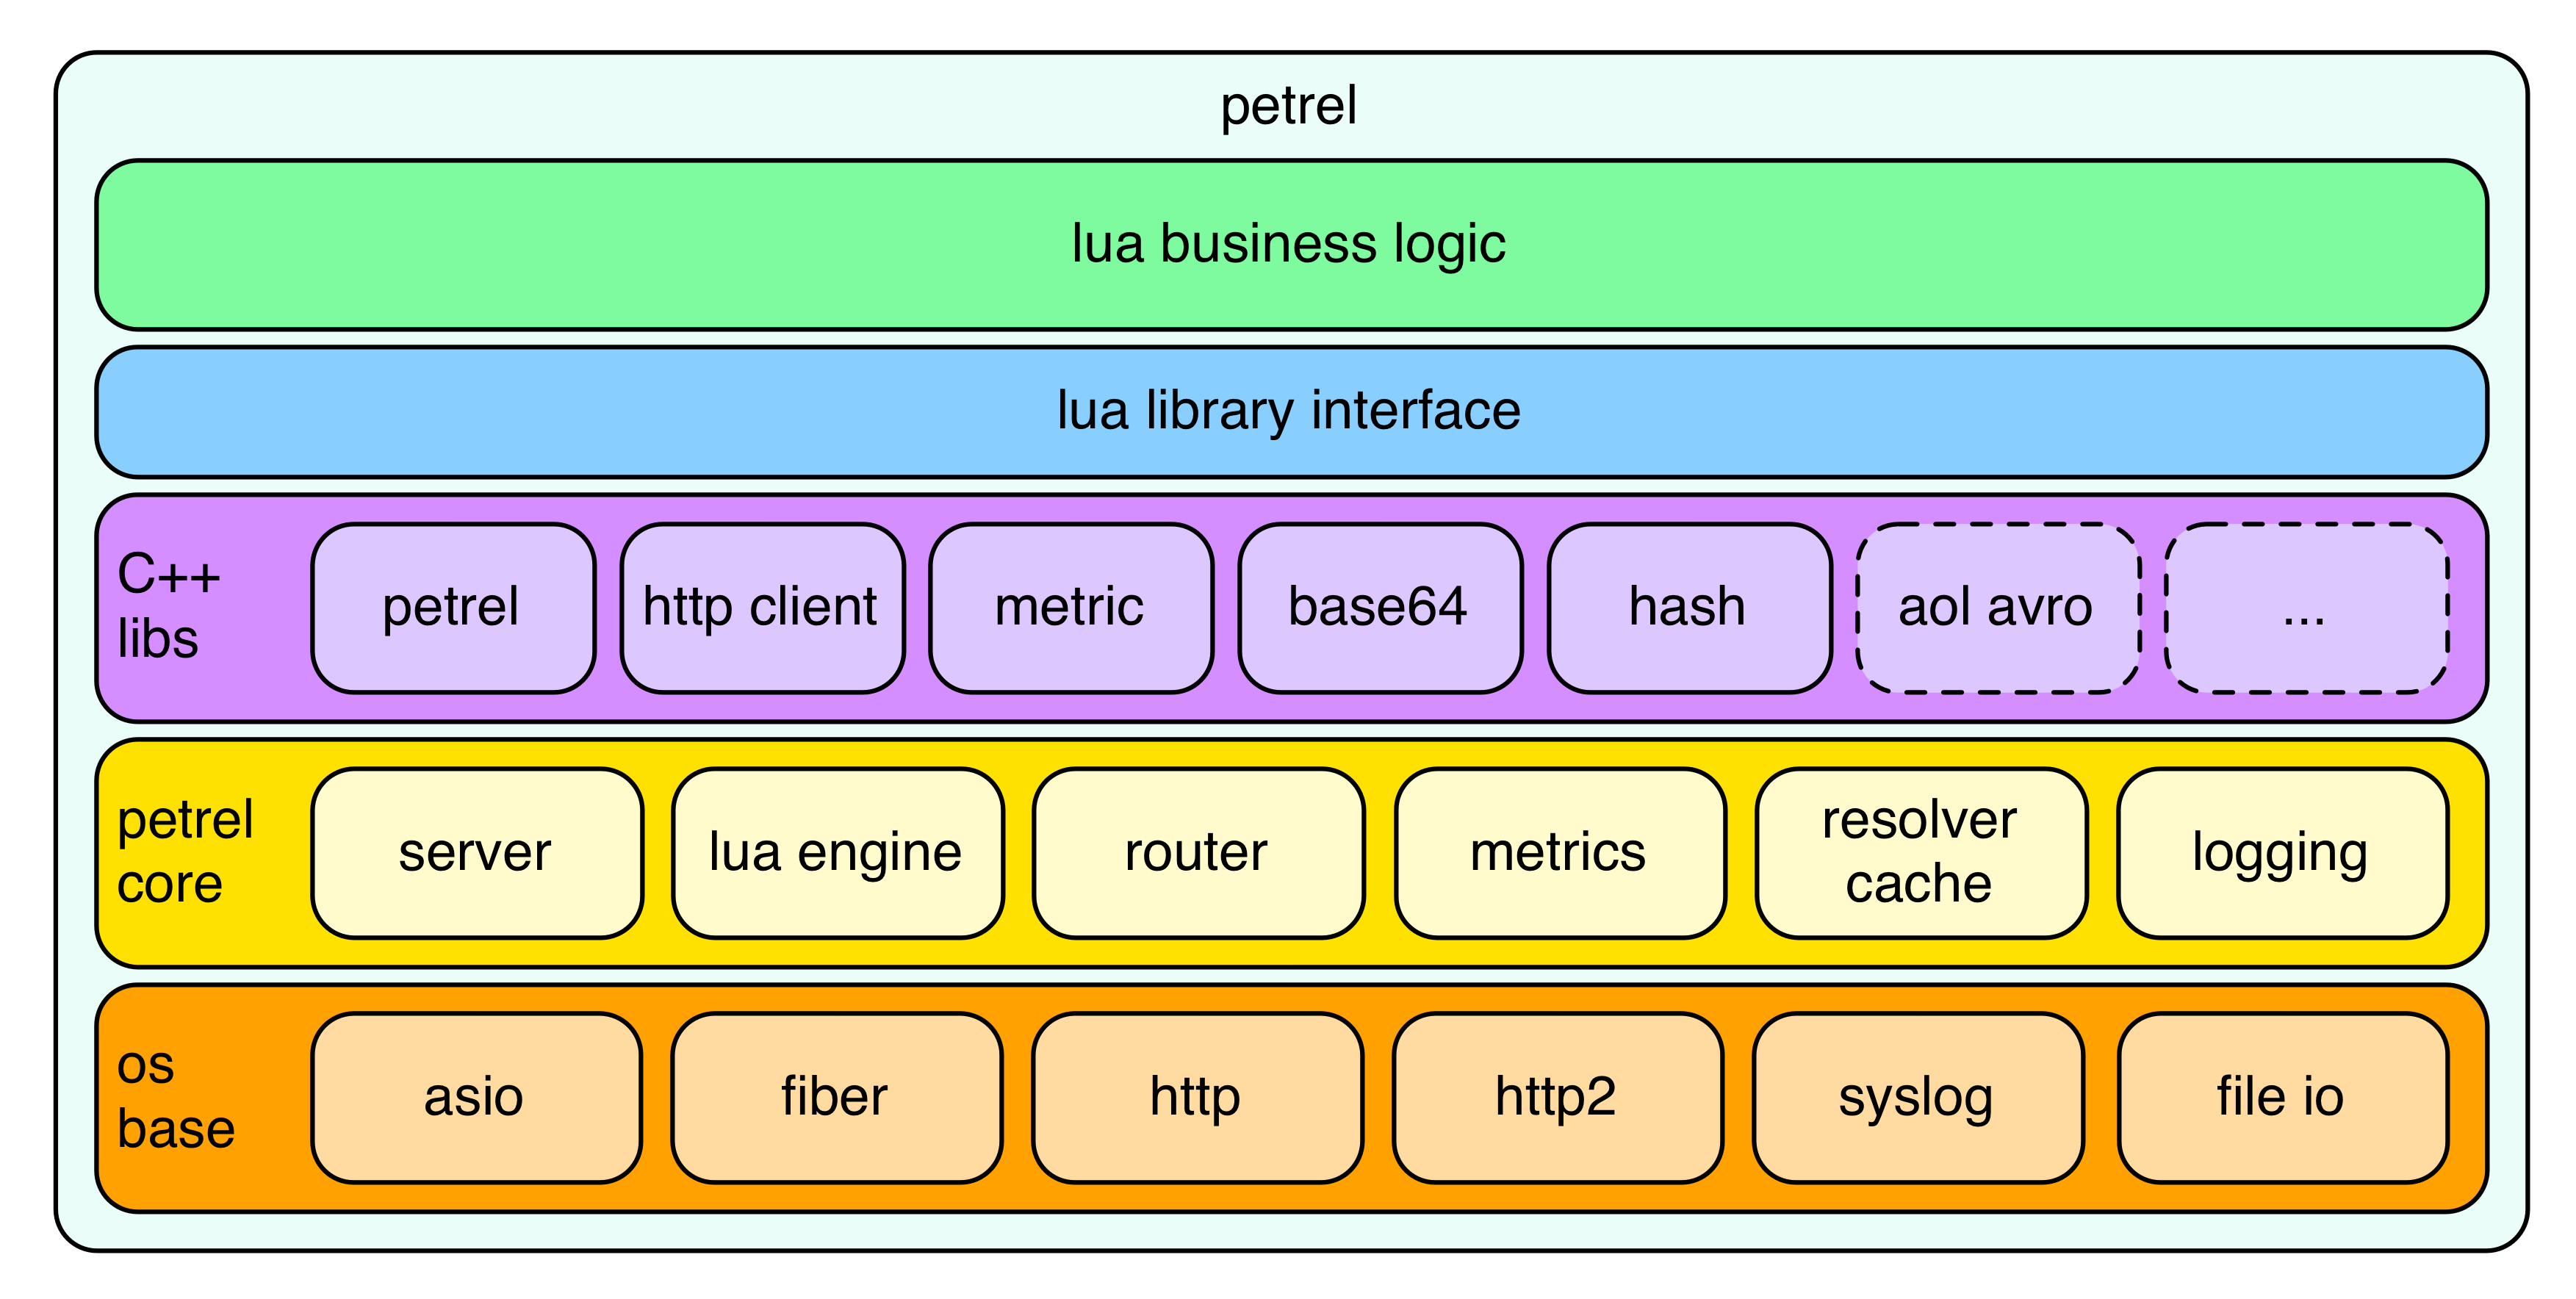 petrel
lua business logic
lua library interface
C++
libs
petrel
http client
metric
base64
hash
aol avro
...
petrel
core
server
lua engine
router
metrics
resolver
cache
logging
os
base
asio
fiber
http
http2
syslog
file io